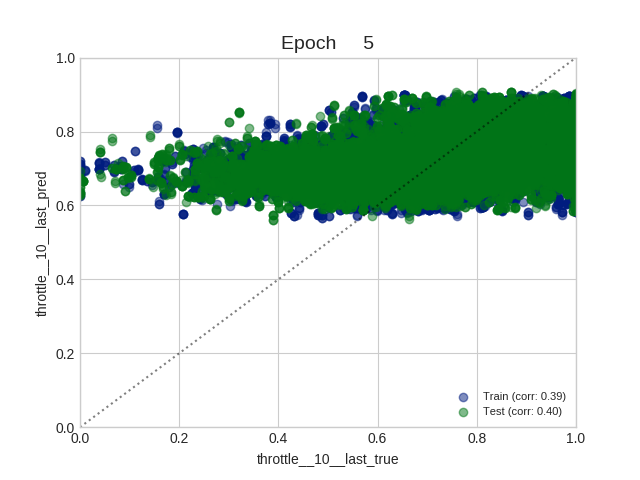 Epoch     5
1.0
0.8
0.6
0.4
0.2
0.0
throttle__10__last_pred
Train (corr: 0.39)
Test (corr: 0.40)
0.0 0.2 0.4 0.6 0.8 1.0
throttle__10__last_true